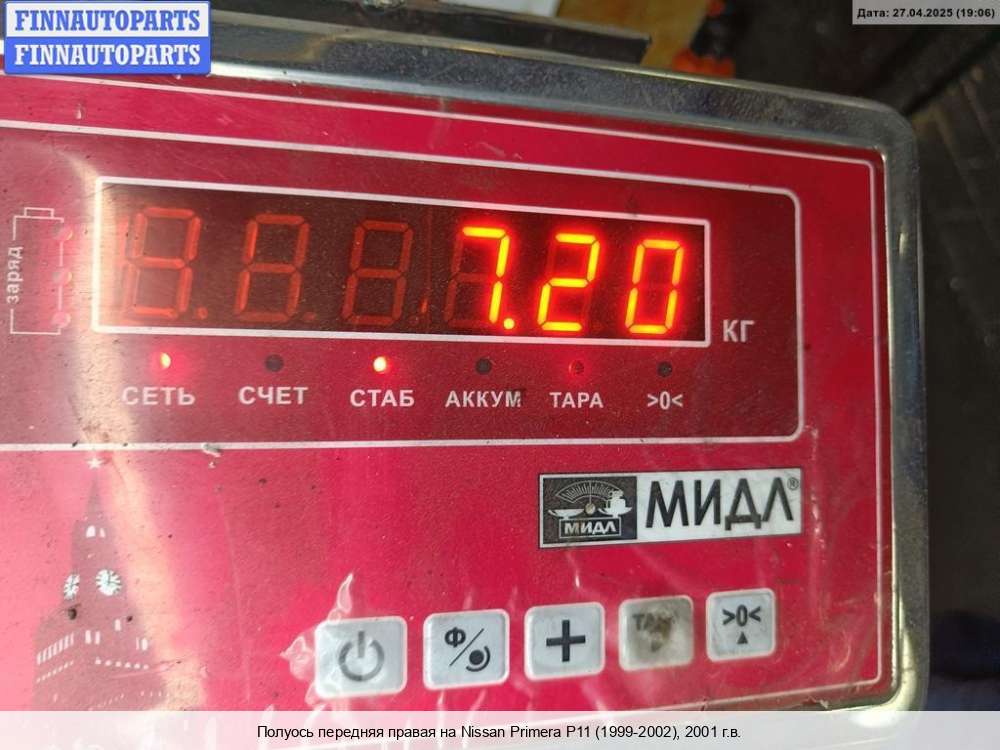 FINNAUTOPARTS
FINNAUTOPARTS
Дата: 27.04.2025 (19:06)
заряд
7.20
КГ
СЕТЬ СЧЕТ СТАБ АККУМ ТАРА >0<
МИДЛ МИДЛ®
Ф >0<
Полуось передняя правая на Nissan Primera P11 (1999-2002), 2001 г.в.